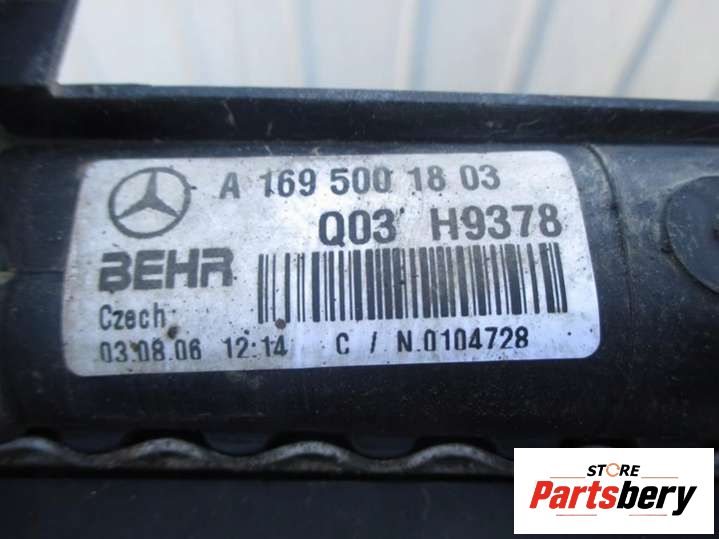 A 169 500 18 03
Q03 H9378
BEHR
Czech
03.08.06 12:14 C / N.0104728
STORE
Partsbery